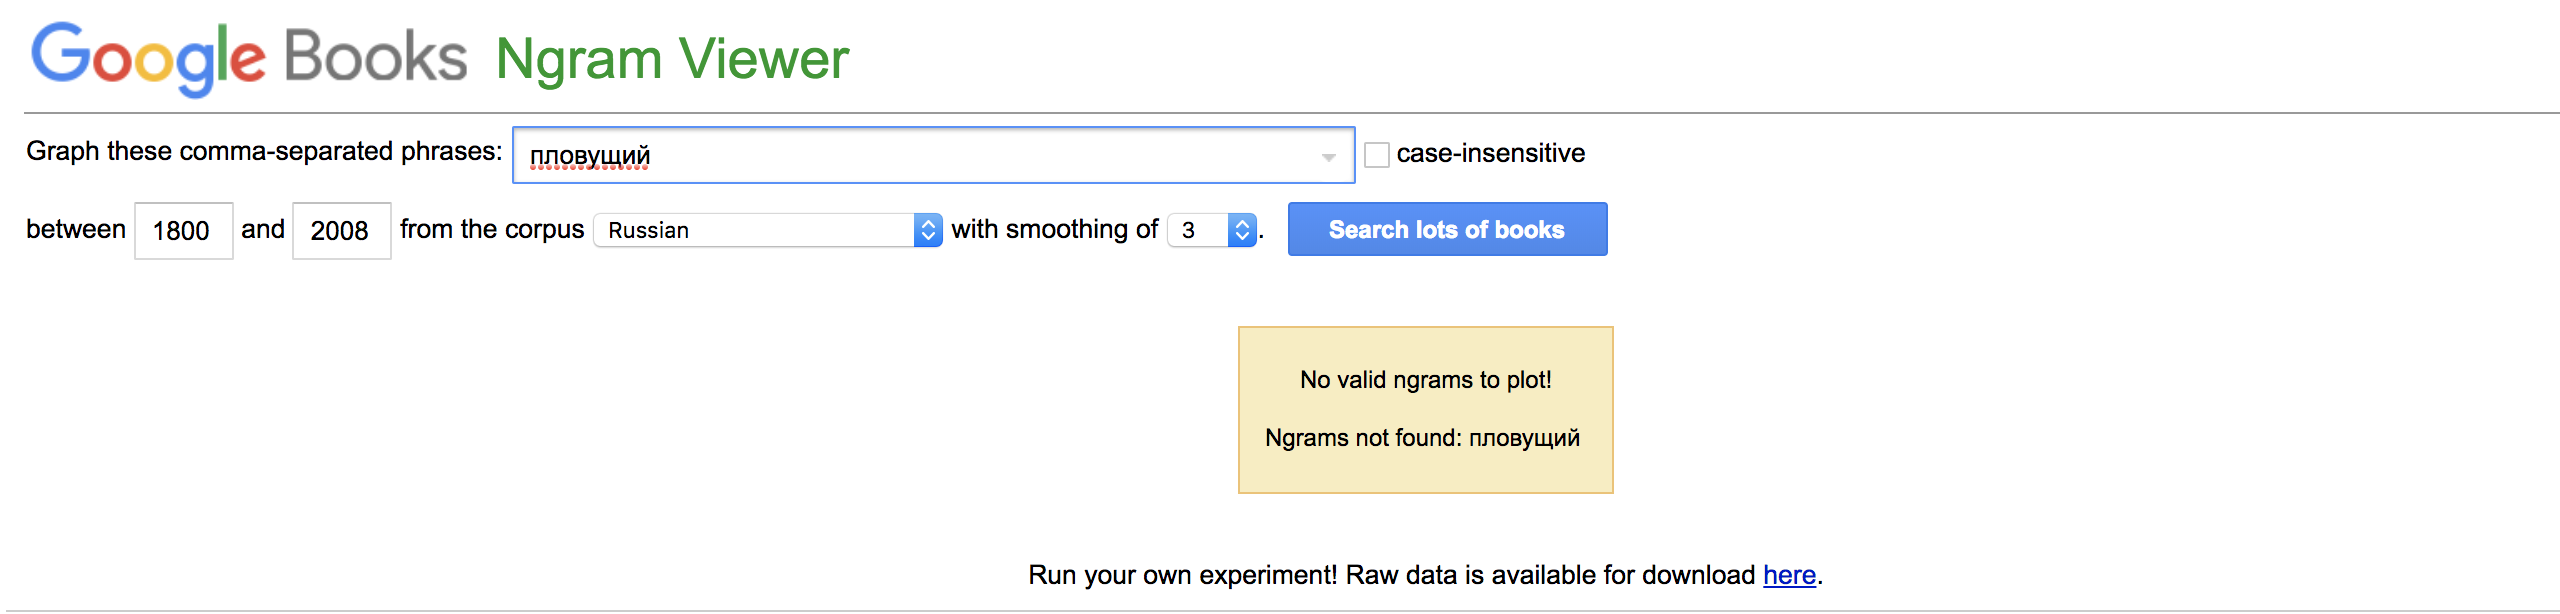 Google Books Ngram Viewer
Graph these comma-separated phrases: пловущий case-insensitive
between 1800 and 2008 from the corpus Russian with smoothing of 3. Search lots of books
No valid ngrams to plot!
Ngrams not found: пловущий
Run your own experiment! Raw data is available for download here.